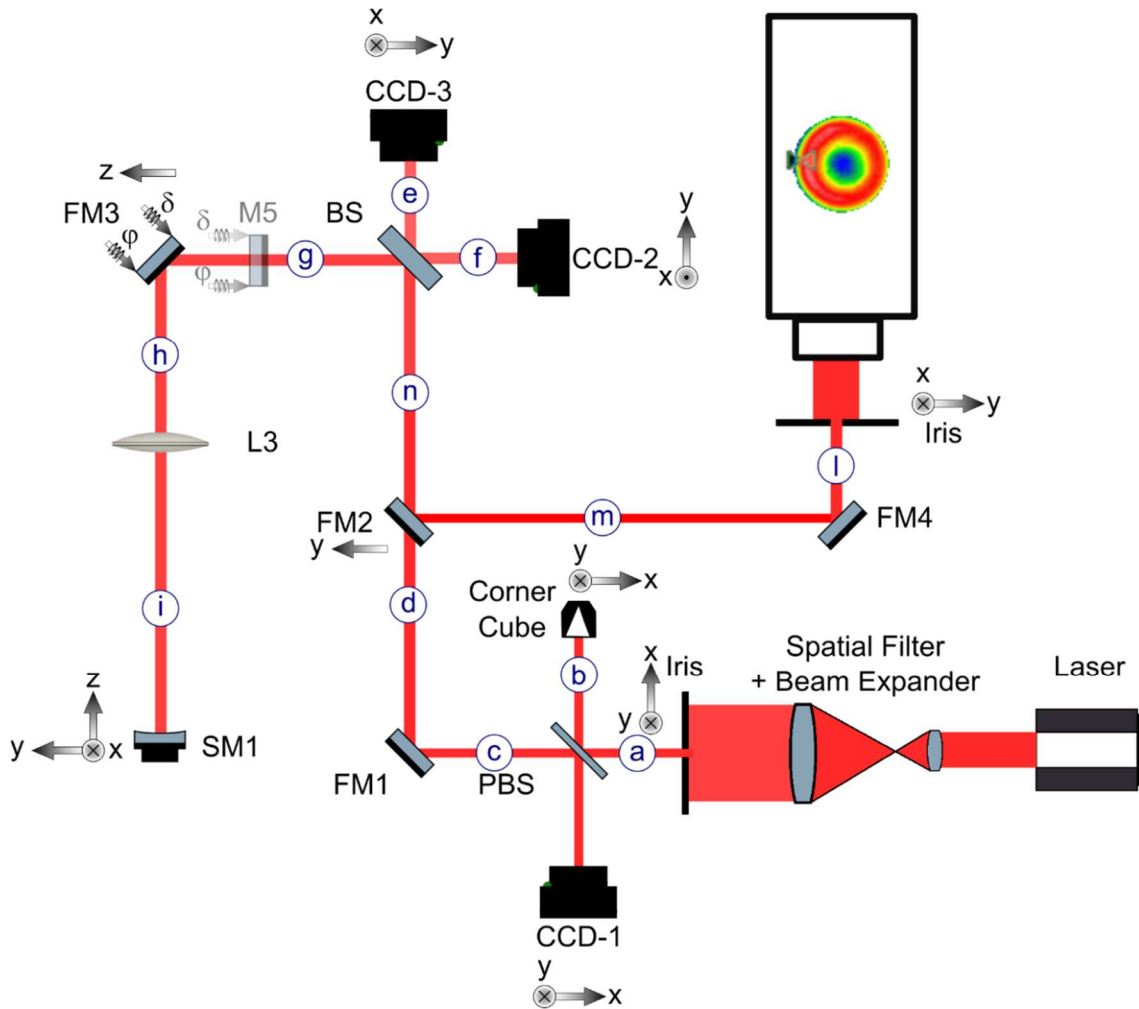 x
y
CCD-3
z
FM3
δ
φ
δ
M5
φ
BS
e
g
f
CCD-2
y
x
h
n
x
y
Iris
l
L3
FM2
y
m
FM4
i
d
y
x
Corner
Cube
b
x
Iris
y
Spatial Filter
+ Beam Expander
Laser
z
y
x
SM1
FM1
c
PBS
a
CCD-1
y
x